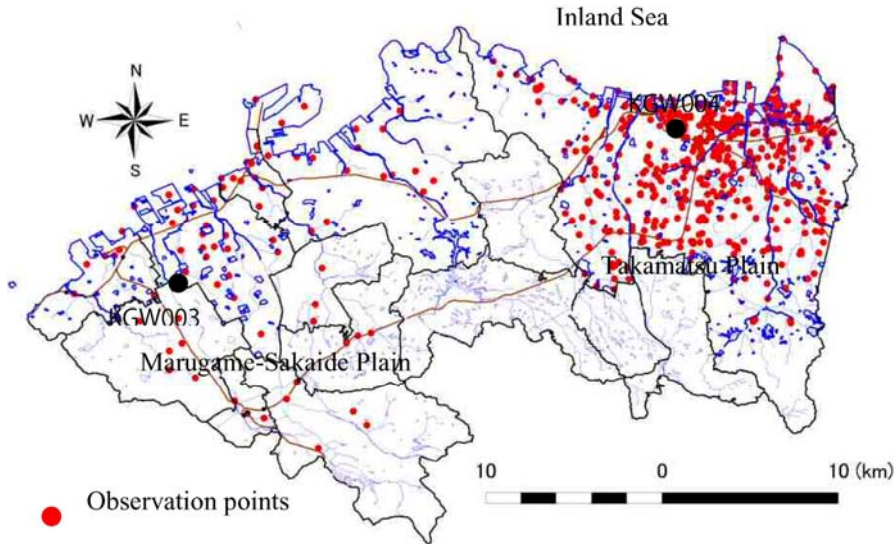 Inland Sea
N
W E
S
KGW004
Takamatsu Plain
KGW003
Marugame-Sakaide Plain
10 0 10 (km)
Observation points